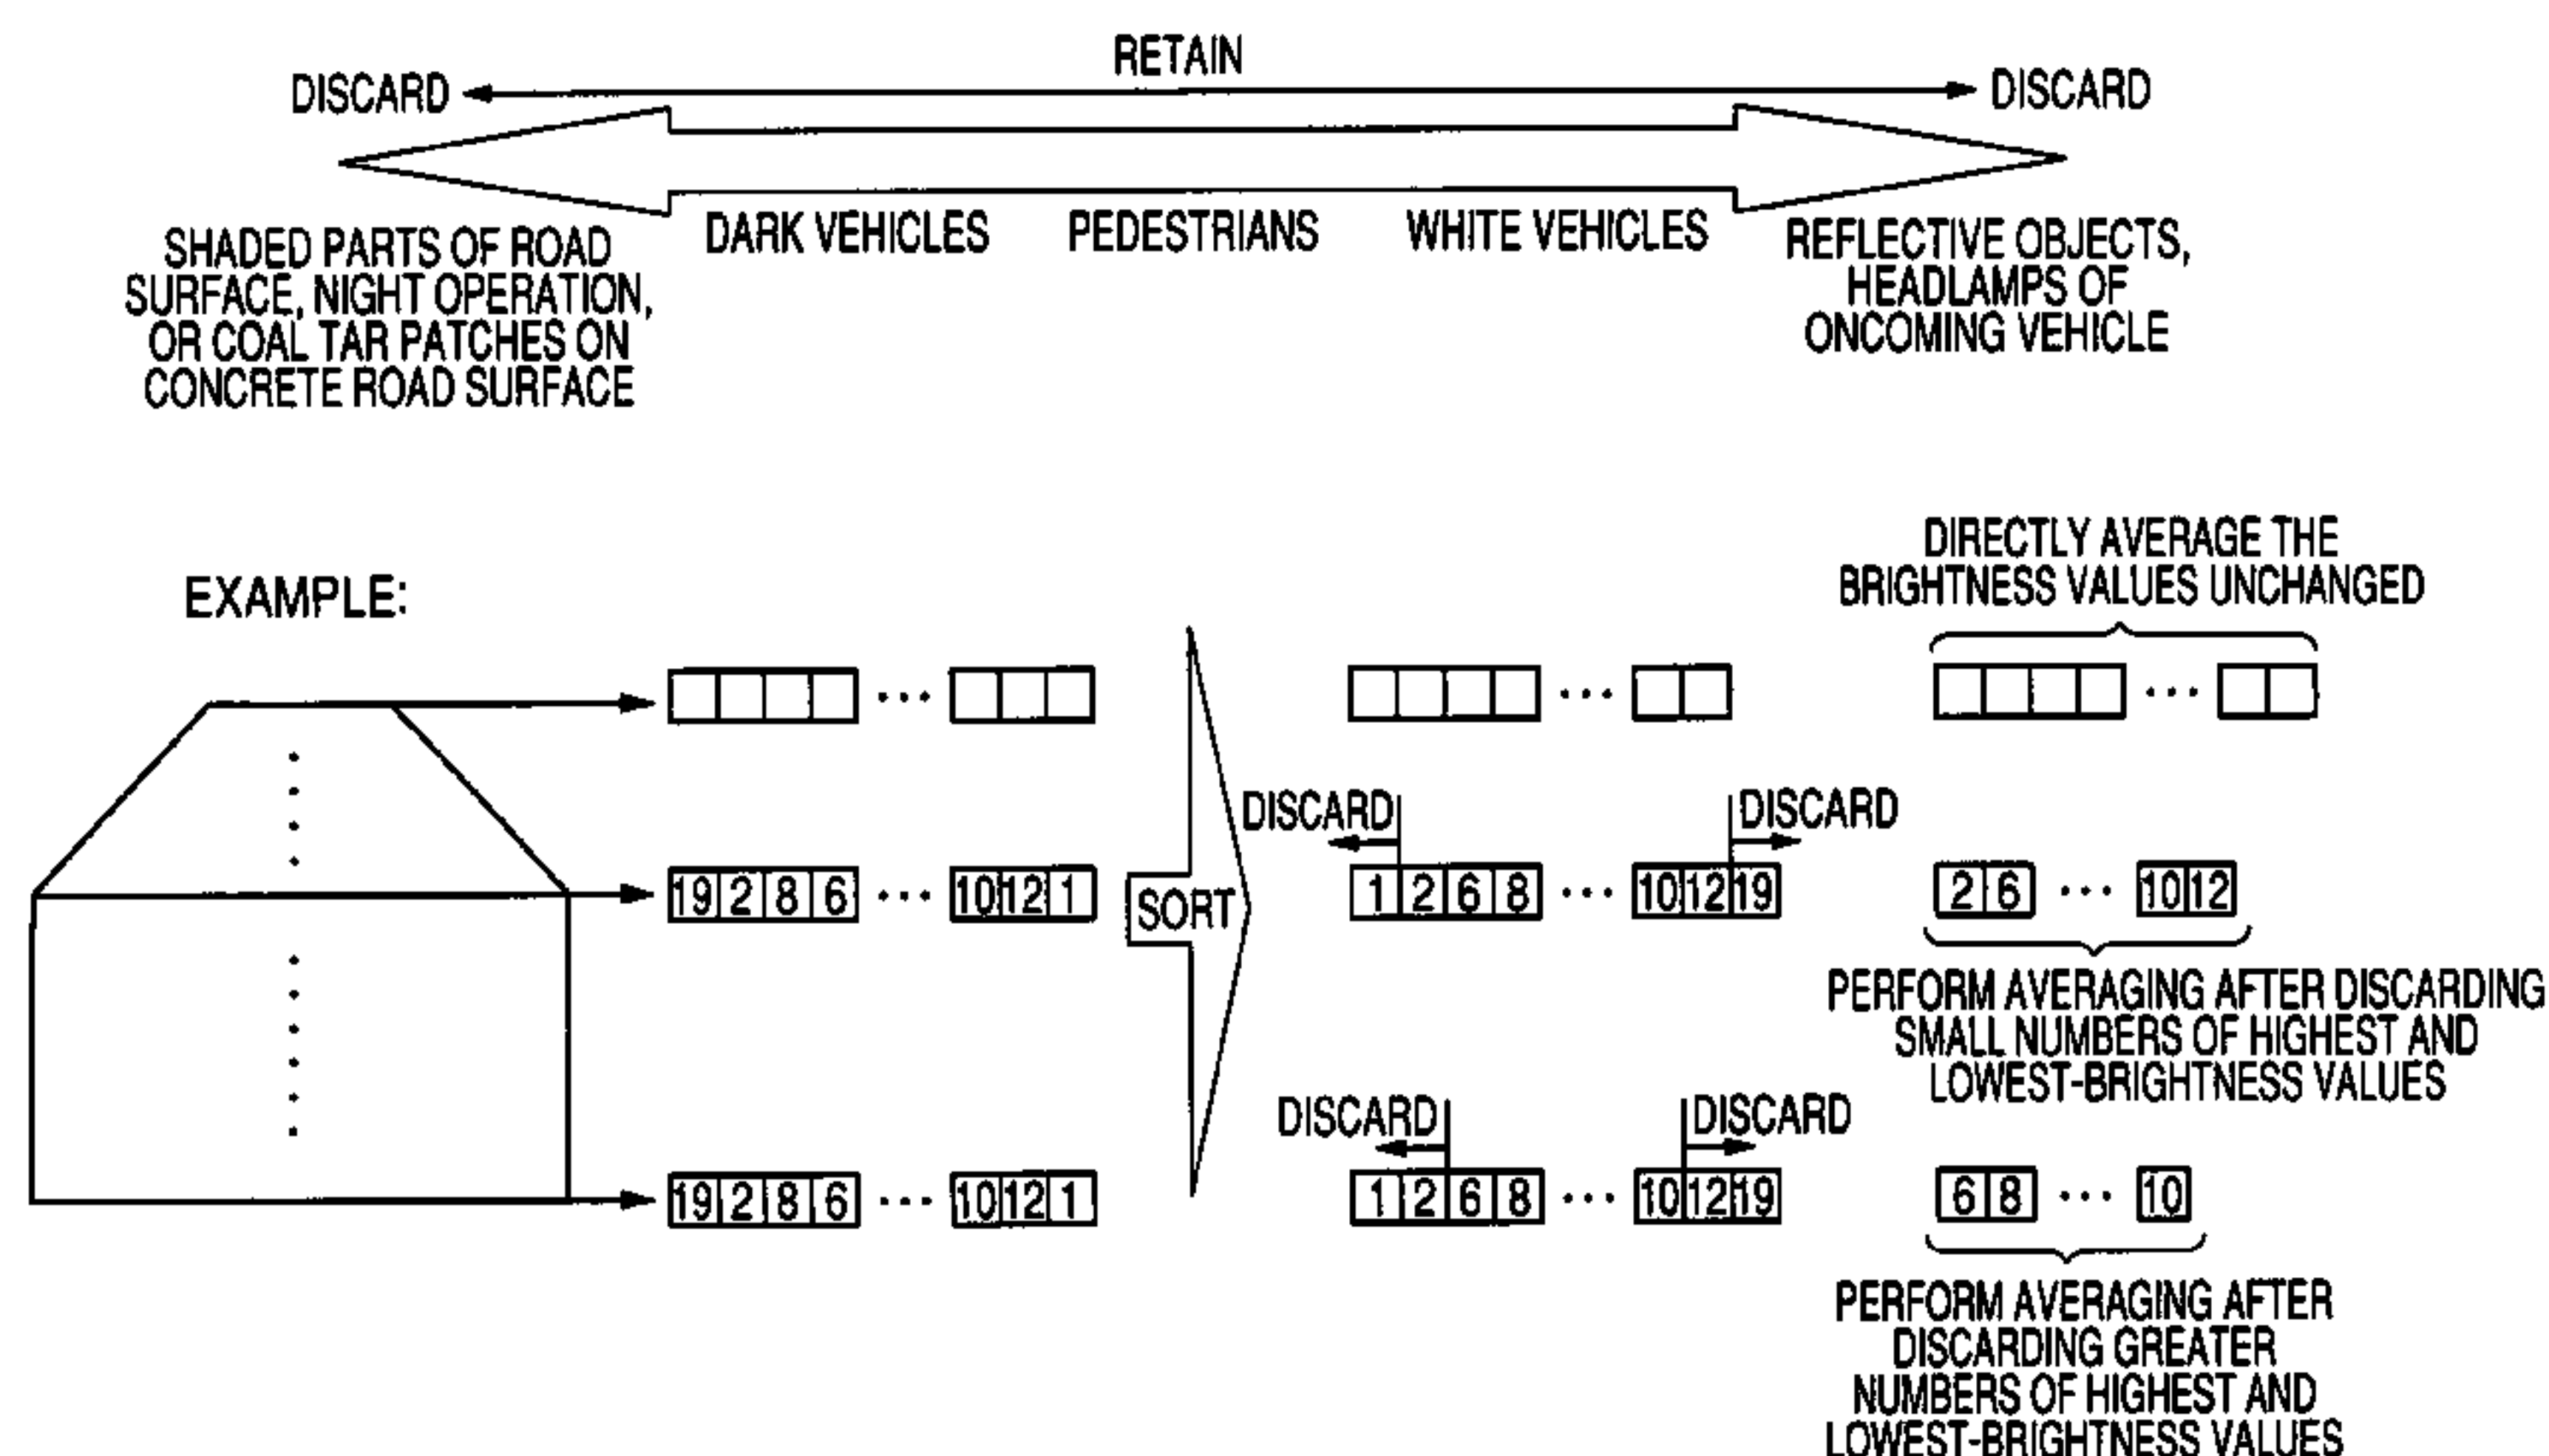 RETAIN
DISCARD
DISCARD
DARK VEHICLES
PEDESTRIANS
WHITE VEHICLES
SHADED PARTS OF ROAD
SURFACE, NIGHT OPERATION,
OR COAL TAR PATCHES ON
CONCRETE ROAD SURFACE
REFLECTIVE OBJECTS,
HEADLAMPS OF
ONCOMING VEHICLE
EXAMPLE:
DIRECTLY AVERAGE THE
BRIGHTNESS VALUES UNCHANGED
DISCARD
DISCARD
19 2 8 6 ... 10 12 1
SORT
1 2 6 8 ... 10 12 19
2 6 ... 10 12
PERFORM AVERAGING AFTER DISCARDING
SMALL NUMBERS OF HIGHEST AND
LOWEST-BRIGHTNESS VALUES
DISCARD
DISCARD
19 2 8 6 ... 10 12 1
1 2 6 8 ... 10 12 19
6 8 ... 10
PERFORM AVERAGING AFTER
DISCARDING GREATER
NUMBERS OF HIGHEST AND
LOWEST-BRIGHTNESS VALUES